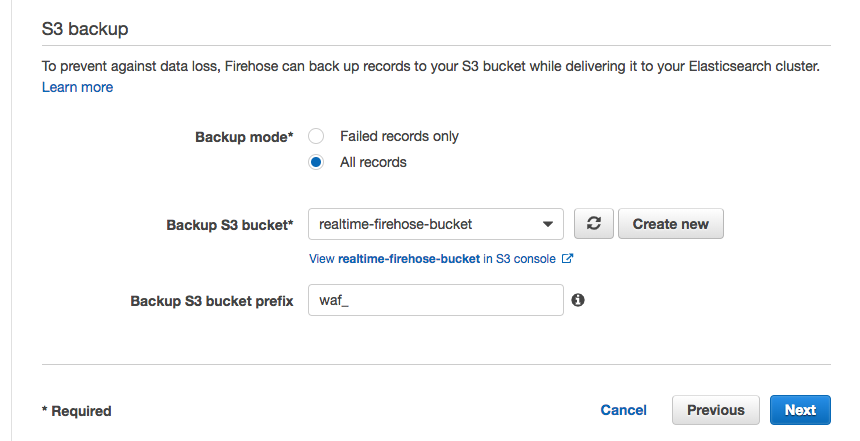 S3 backup
To prevent against data loss, Firehose can back up records to your S3 bucket while delivering it to your Elasticsearch cluster.
Learn more
Backup mode*
Failed records only
All records
Backup S3 bucket* realtime-firehose-bucket Create new
View realtime-firehose-bucket in S3 console
Backup S3 bucket prefix waf_
* Required Cancel Previous Next